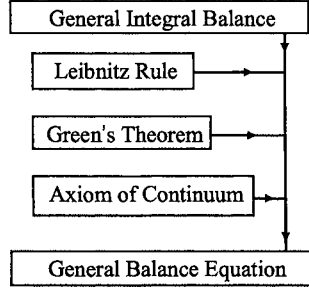 General Integral Balance
Leibnitz Rule
Green's Theorem
Axiom of Continuum
General Balance Equation